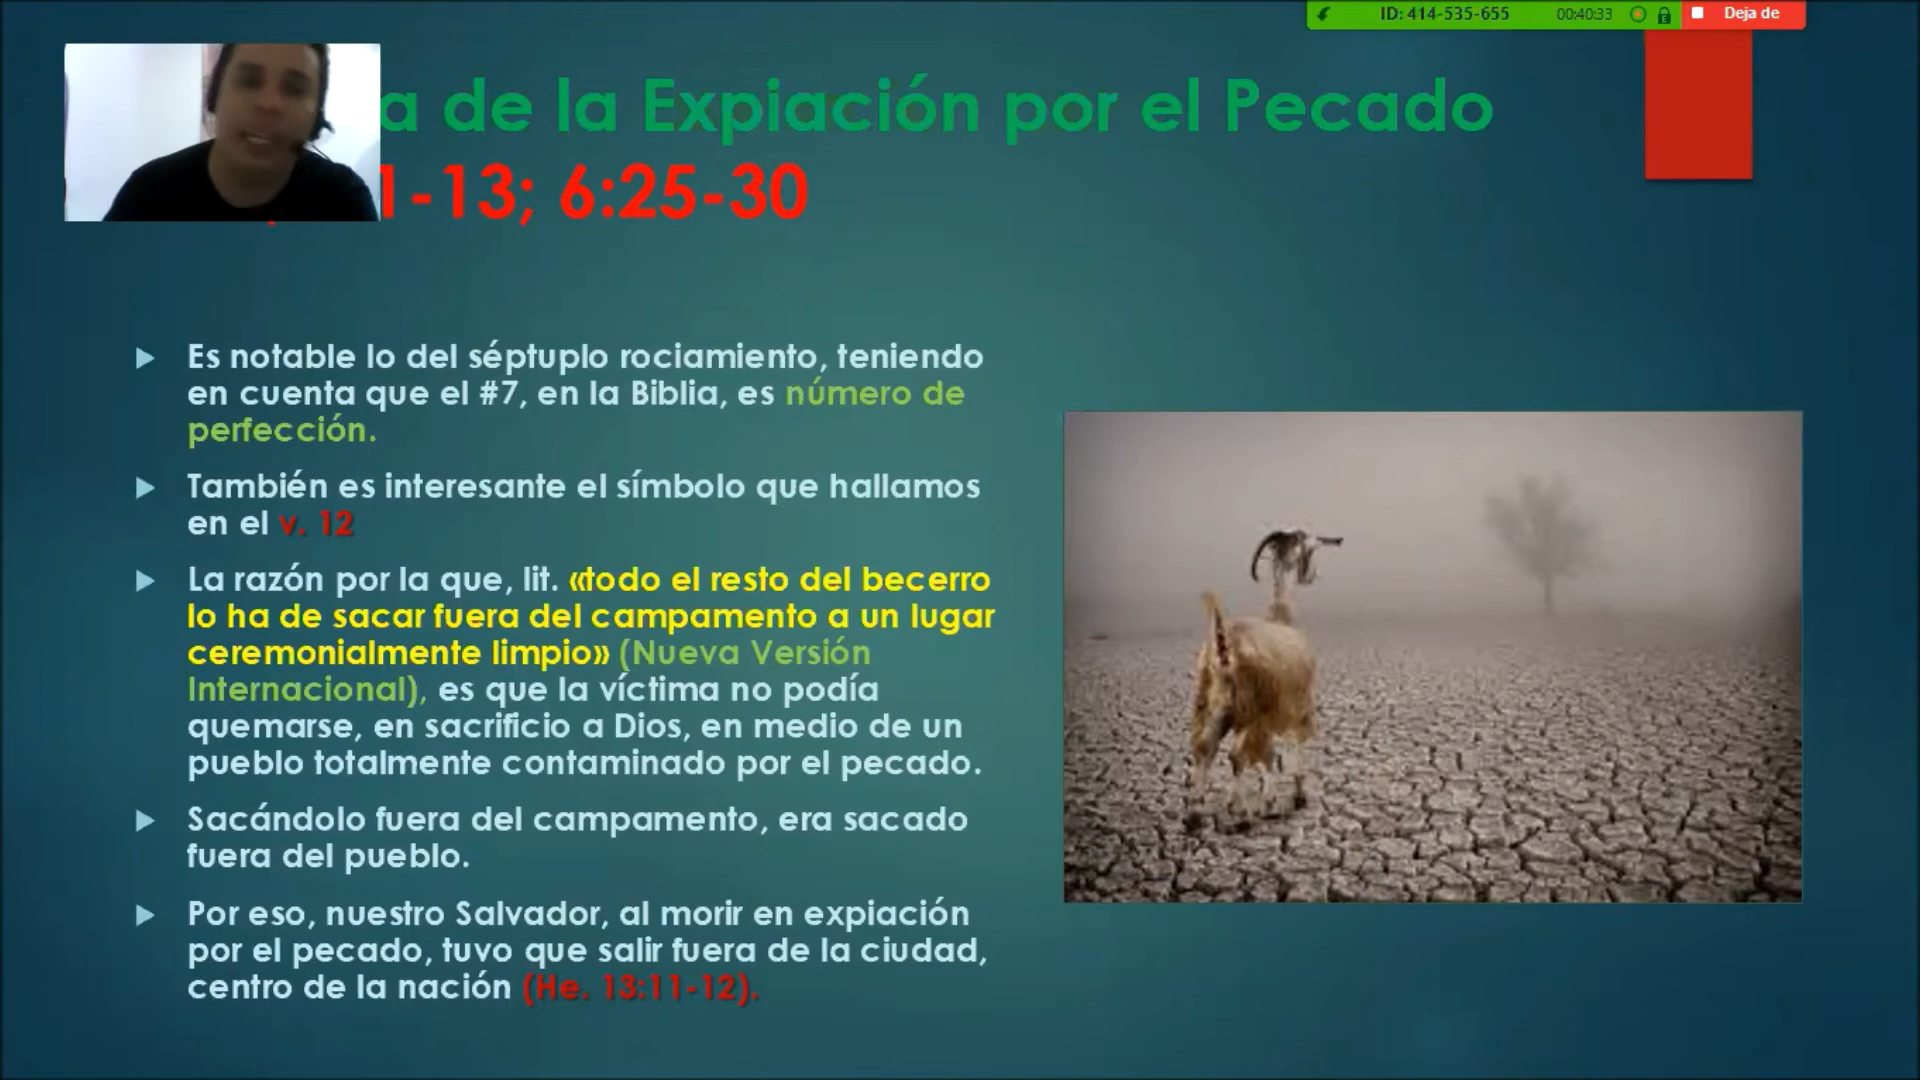 ID: 414-535-655 00:40:33 Deja de
a de la Expiación por el Pecado
1-13; 6:25-30
Es notable lo del séptuplo rociamiento, teniendo
en cuenta que el #7, en la Biblia, es número de
perfección.
También es interesante el símbolo que hallamos
en el v. 12
La razón por la que, lit. «todo el resto del becerro
lo ha de sacar fuera del campamento a un lugar
ceremonialmente limpio» (Nueva Versión
Internacional), es que la víctima no podía
quemarse, en sacrificio a Dios, en medio de un
pueblo totalmente contaminado por el pecado.
Sacándolo fuera del campamento, era sacado
fuera del pueblo.
Por eso, nuestro Salvador, al morir en expiación
por el pecado, tuvo que salir fuera de la ciudad,
centro de la nación (He. 13:11-12).